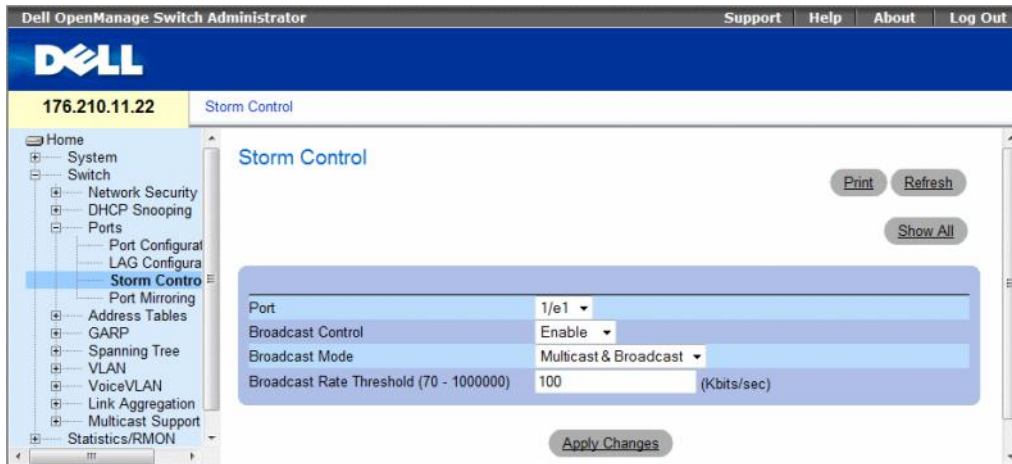 Dell OpenManage Switch Administrator Support Help About Log Out
DELL
176.210.11.22 Storm Control
Home
System
Switch
Network Security
DHCP Snooping
Ports
Port Configurat
LAG Configura
Storm Contro
Port Mirroring
Address Tables
GARP
Spanning Tree
VLAN
VoiceVLAN
Link Aggregation
Multicast Support
Statistics/RMON
Storm Control
Print Refresh
Show All
Port 1/e1
Broadcast Control Enable
Broadcast Mode Multicast & Broadcast
Broadcast Rate Threshold (70 - 1000000) 100 (Kbits/sec)
Apply Changes